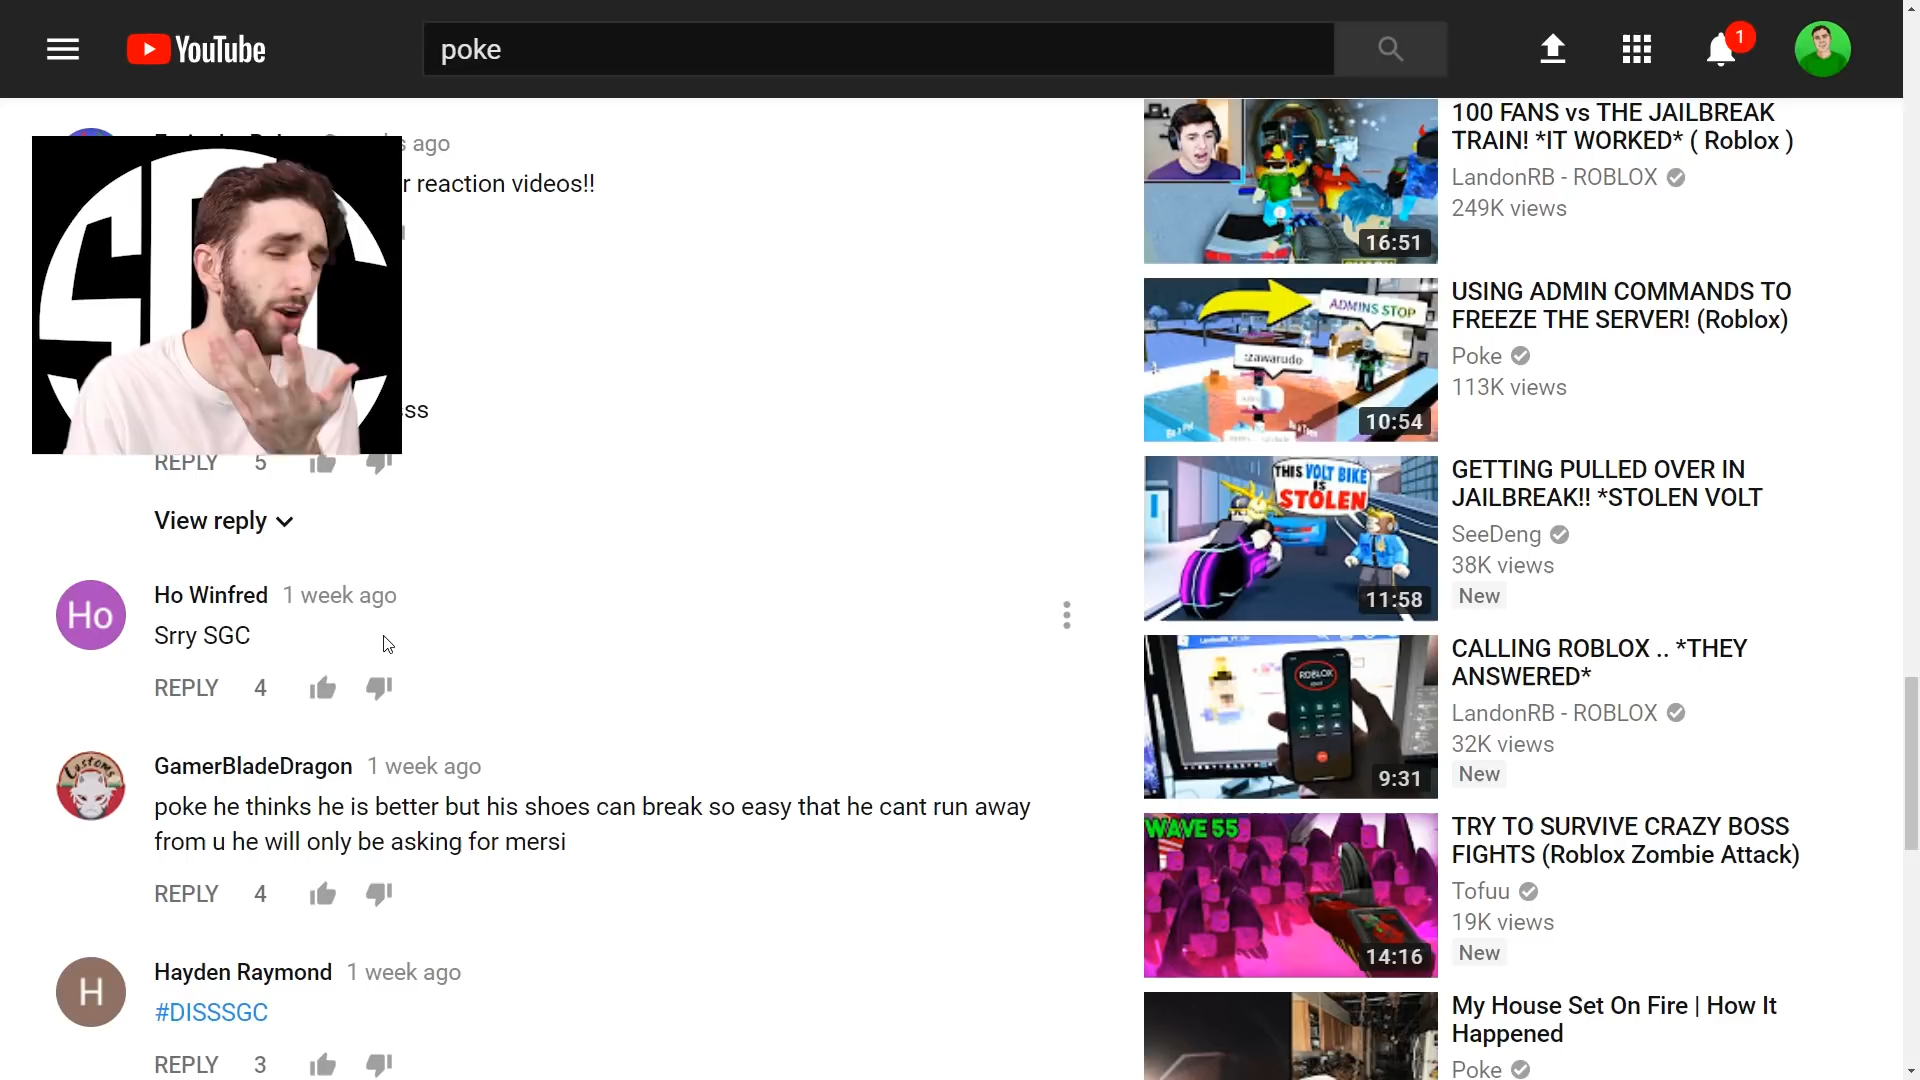 YouTube
poke
1
s ago
r reaction videos!!
sss
REPLY 5
View reply
Ho
Ho Winfred 1 week ago
Srry SGC
REPLY 4
Customs
GamerBladeDragon 1 week ago
poke he thinks he is better but his shoes can break so easy that he cant run away
from u he will only be asking for mersi
REPLY 4
H
Hayden Raymond 1 week ago
#DISSSGC
REPLY 3
16:51
100 FANS vs THE JAILBREAK
TRAIN! *IT WORKED* ( Roblox )
LandonRB - ROBLOX
249K views
ADMINS STOP
:zawarudo
10:54
USING ADMIN COMMANDS TO
FREEZE THE SERVER! (Roblox)
Poke
113K views
THIS VOLT BIKE
IS
STOLEN
11:58
GETTING PULLED OVER IN
JAILBREAK!! *STOLEN VOLT
SeeDeng
38K views
New
ROBLOX
9:31
CALLING ROBLOX .. *THEY
ANSWERED*
LandonRB - ROBLOX
32K views
New
WAVE 55
14:16
TRY TO SURVIVE CRAZY BOSS
FIGHTS (Roblox Zombie Attack)
Tofuu
19K views
New
My House Set On Fire | How It
Happened
Poke